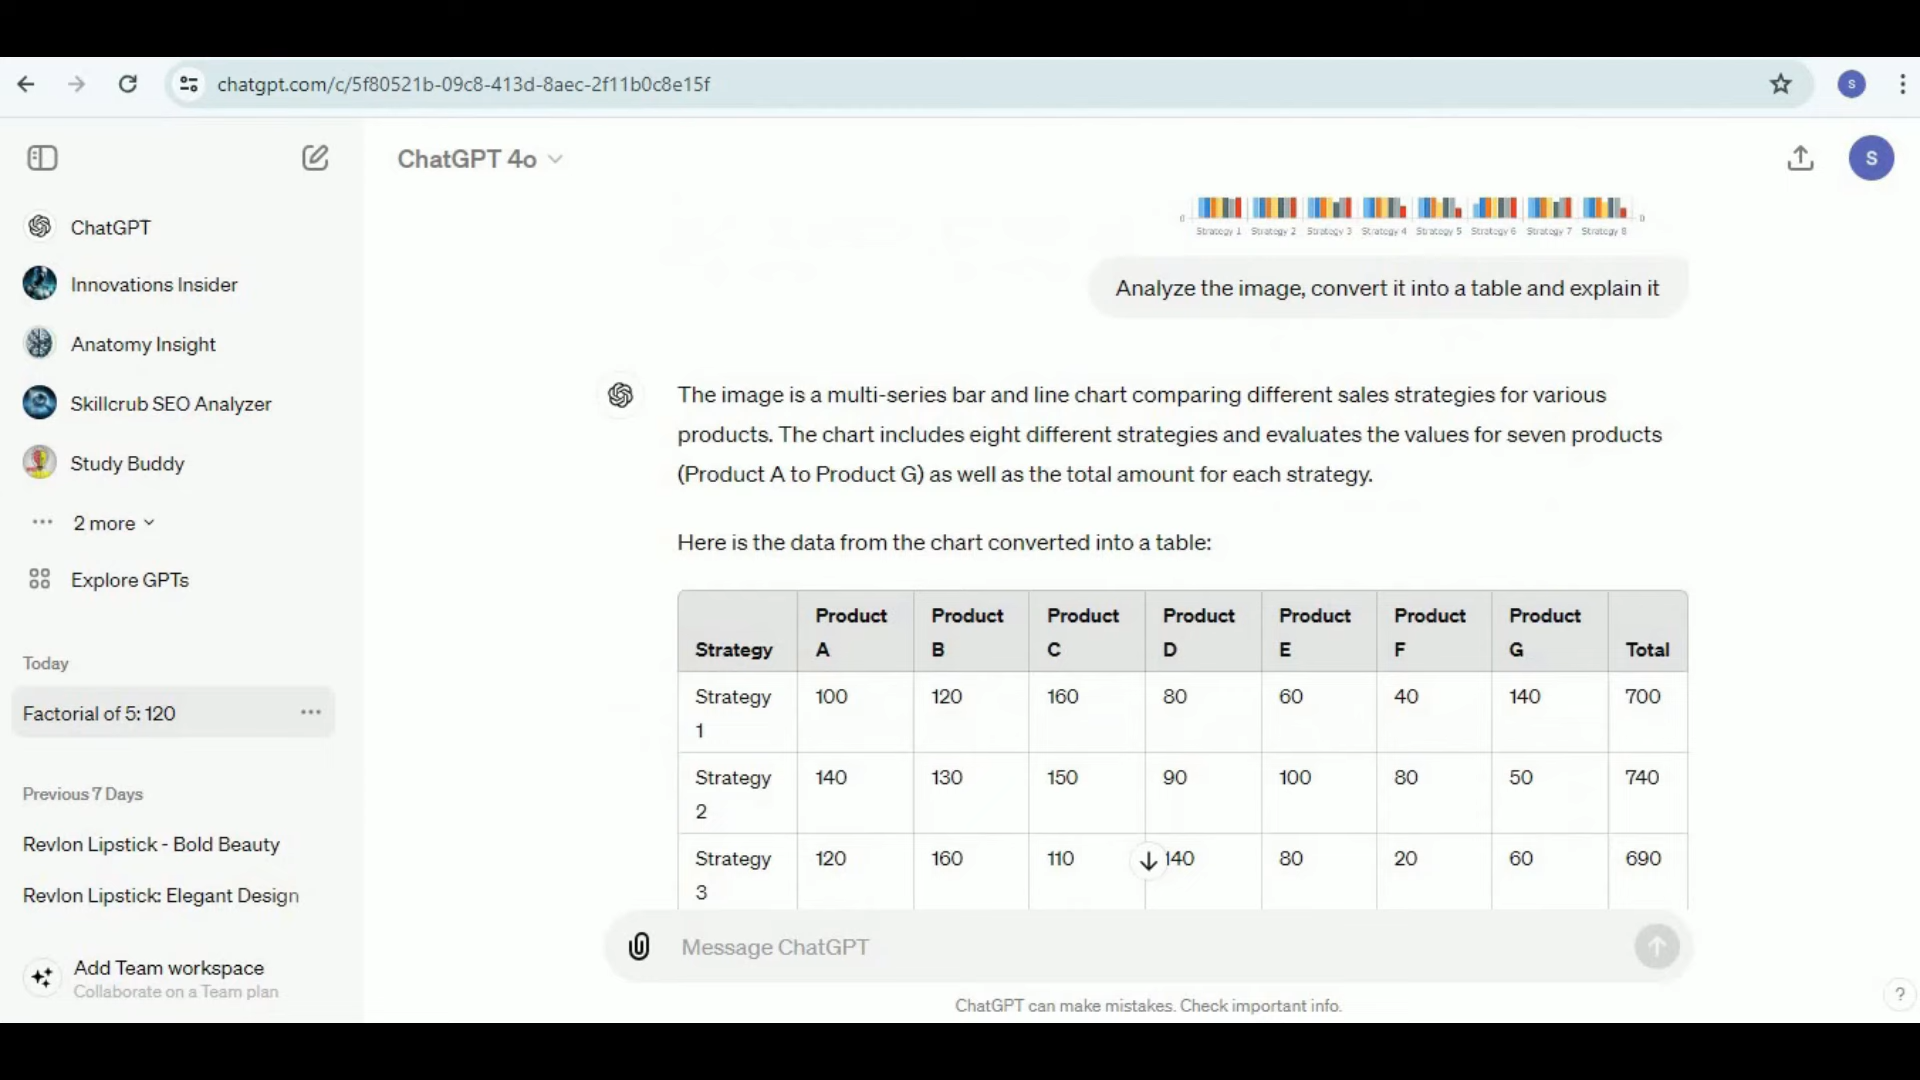 chatgpt.com/c/5f80521b-09c8-413d-8aec-2f11b0c8e15f
S
ChatGPT 4o
S
ChatGPT
Innovations Insider
Anatomy Insight
Skillcrub SEO Analyzer
Study Buddy
2 more
Explore GPTs
Today
Factorial of 5: 120
Previous 7 Days
Revlon Lipstick - Bold Beauty
Revlon Lipstick: Elegant Design
Add Team workspace
Collaborate on a Team plan
0 0
Strategy 1 Strategy 2 Strategy 3 Strategy 4 Strategy 5 Strategy 6 Strategy 7 Strategy 8
Analyze the image, convert it into a table and explain it
The image is a multi-series bar and line chart comparing different sales strategies for various
products. The chart includes eight different strategies and evaluates the values for seven products
(Product A to Product G) as well as the total amount for each strategy.
Here is the data from the chart converted into a table:
Product Product Product Product Product Product Product
Strategy A B C D E F G Total
Strategy 100 120 160 80 60 40 140 700
1
Strategy 140 130 150 90 100 80 50 740
2
Strategy 120 160 110 140 80 20 60 690
3
Message ChatGPT
ChatGPT can make mistakes. Check important info.
?